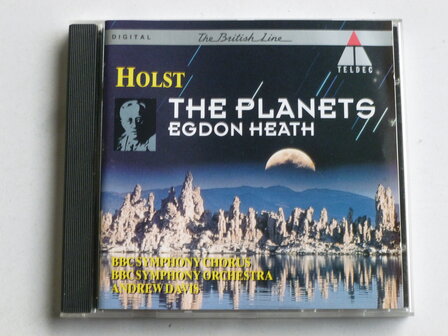 DIGITAL
The British Line
TELDEC
HOLST
THE PLANETS
EGDON HEATH
BBC SYMPHONY CHORUS
BBC SYMPHONY ORCHESTRA
ANDREW DAVIS